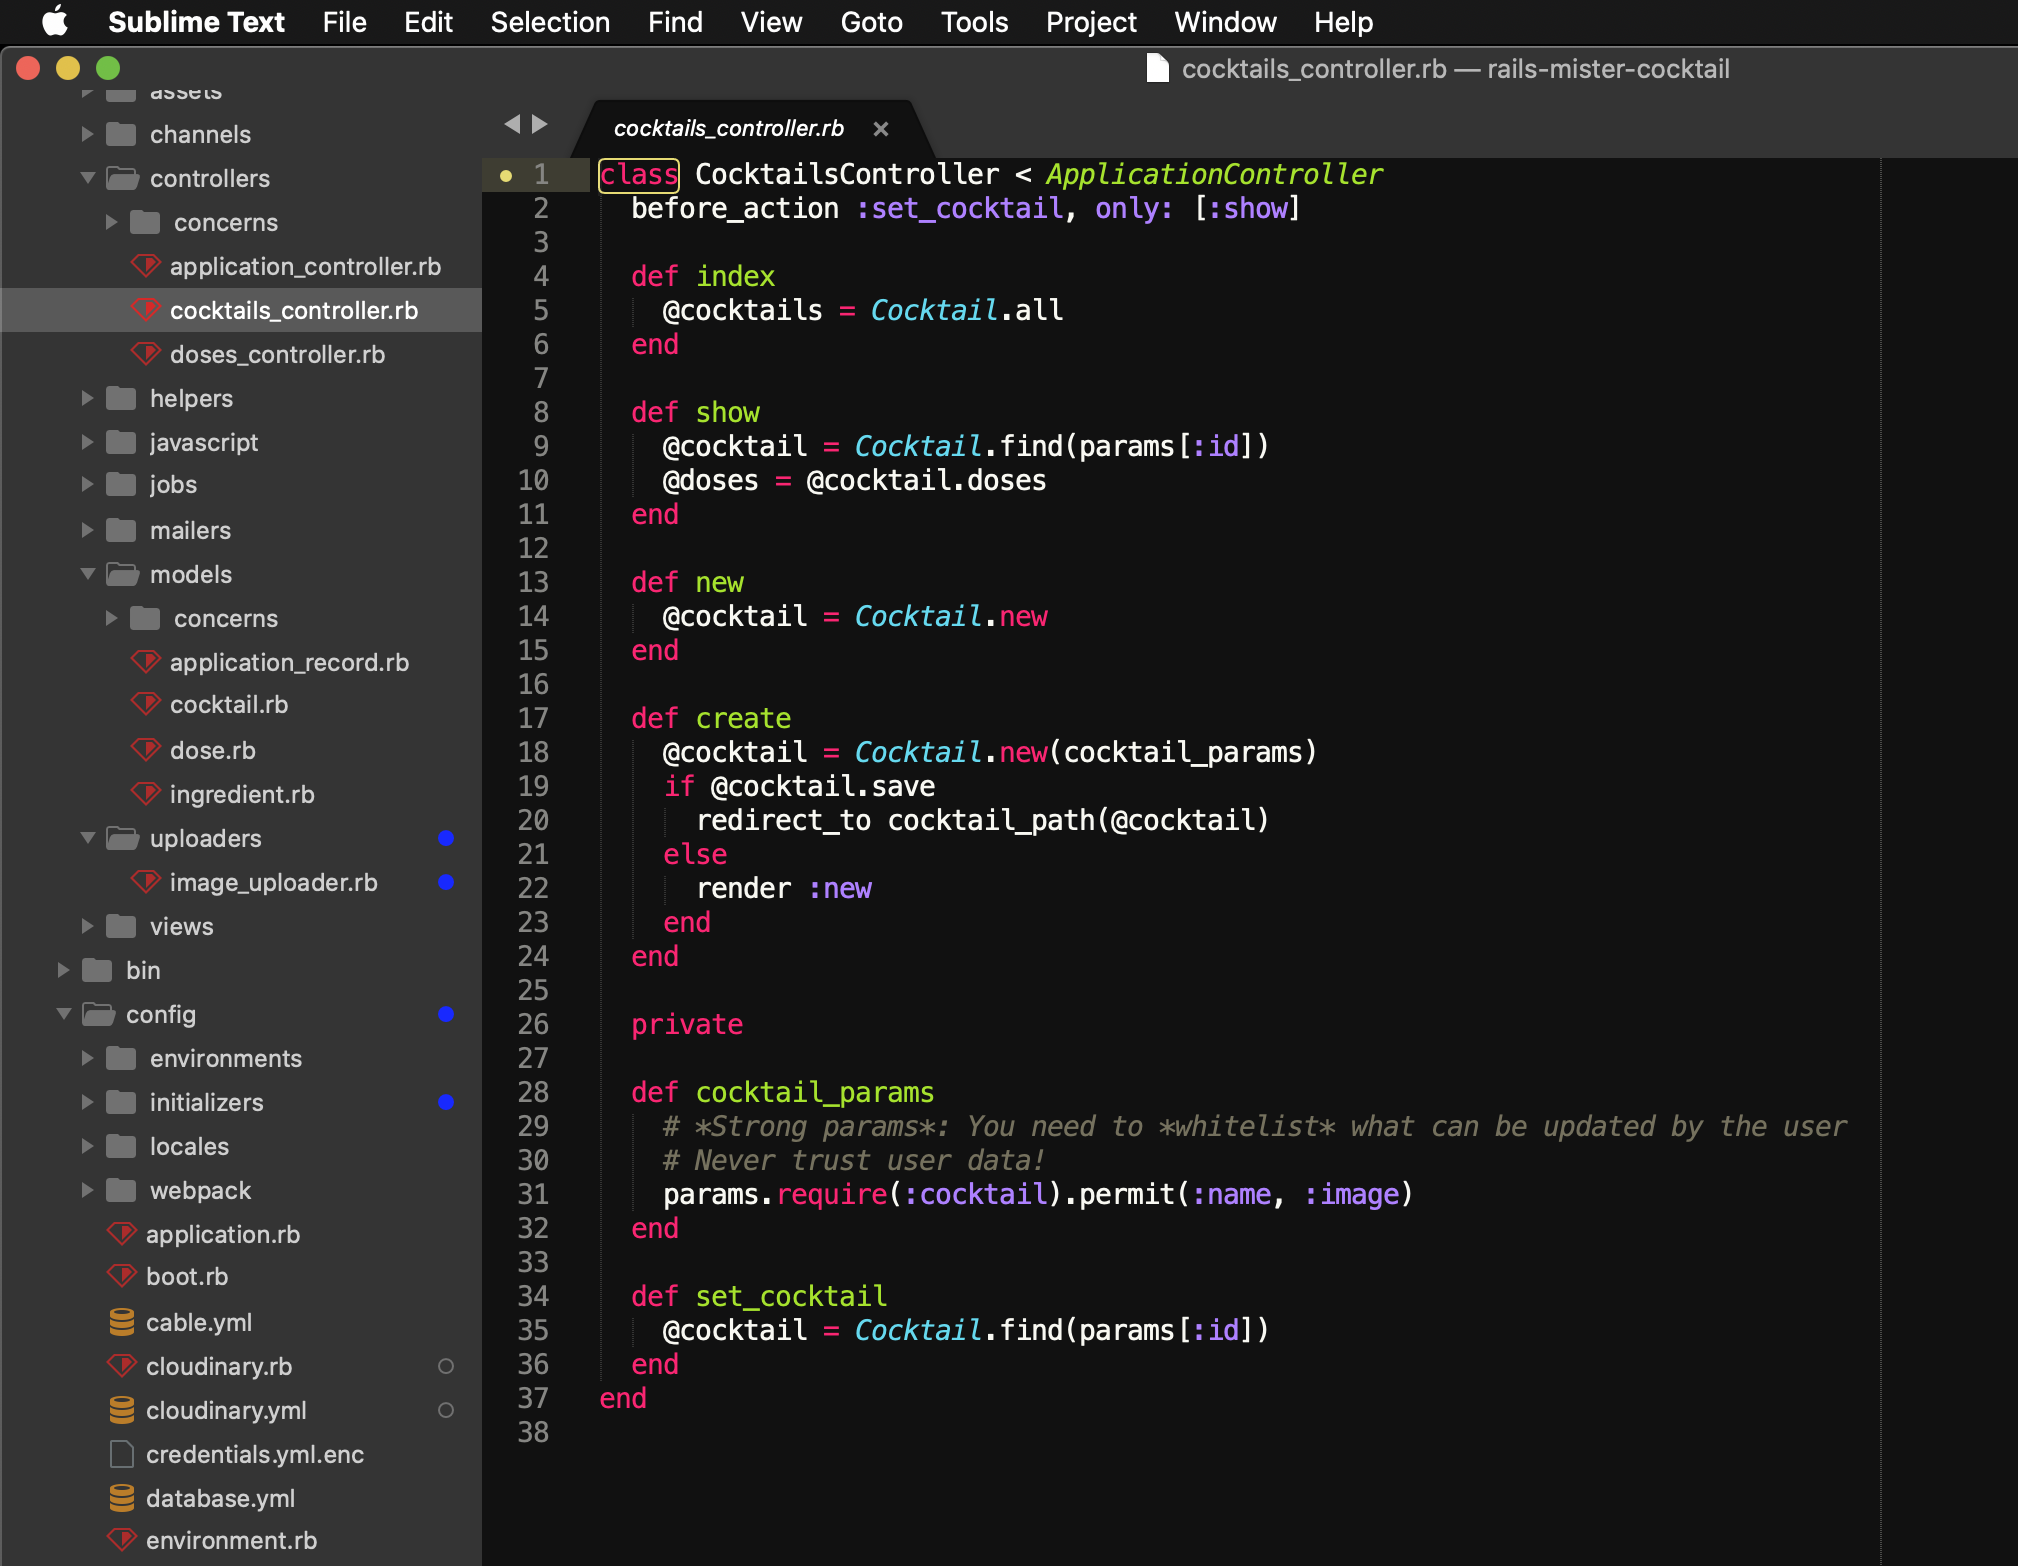 Sublime Text File Edit Selection Find View Goto Tools Project Window Help
cocktails_controller.rb — rails-mister-cocktail
assets
channels
controllers
concerns
application_controller.rb
cocktails_controller.rb
doses_controller.rb
helpers
javascript
jobs
mailers
models
concerns
application_record.rb
cocktail.rb
dose.rb
ingredient.rb
uploaders
image_uploader.rb
views
bin
config
environments
initializers
locales
webpack
application.rb
boot.rb
cable.yml
cloudinary.rb
cloudinary.yml
credentials.yml.enc
database.yml
environment.rb
cocktails_controller.rb ×
1 class CocktailsController < ApplicationController
2   before_action :set_cocktail, only: [:show]
3
4   def index
5     @cocktails = Cocktail.all
6   end
7
8   def show
9     @cocktail = Cocktail.find(params[:id])
10     @doses = @cocktail.doses
11   end
12
13   def new
14     @cocktail = Cocktail.new
15   end
16
17   def create
18     @cocktail = Cocktail.new(cocktail_params)
19     if @cocktail.save
20       redirect_to cocktail_path(@cocktail)
21     else
22       render :new
23     end
24   end
25
26   private
27
28   def cocktail_params
29     # *Strong params*: You need to *whitelist* what can be updated by the user
30     # Never trust user data!
31     params.require(:cocktail).permit(:name, :image)
32   end
33
34   def set_cocktail
35     @cocktail = Cocktail.find(params[:id])
36   end
37 end
38